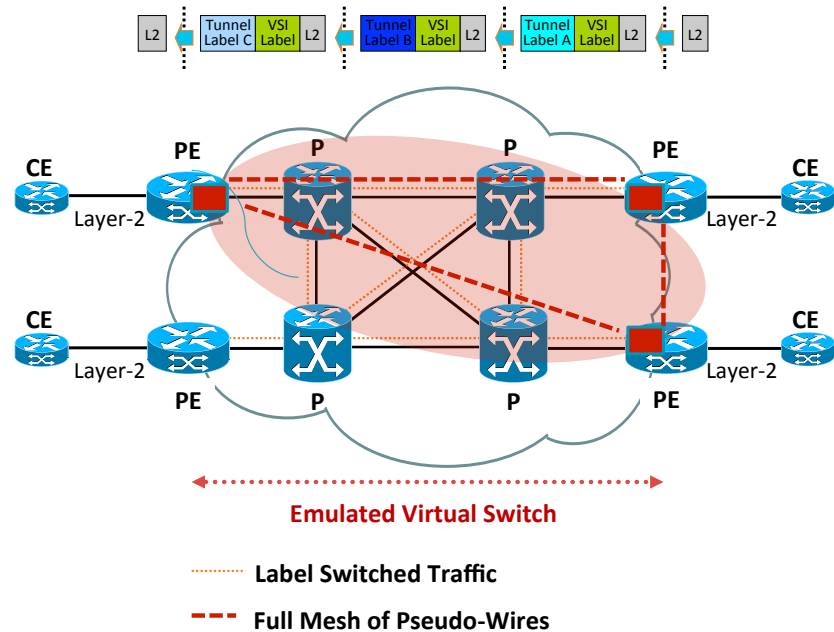 L2
Tunnel Label C
VSI Label
L2
Tunnel Label B
VSI Label
L2
Tunnel Label A
VSI Label
L2
L2
P
P
CE
PE
PE
CE
Layer-2
Layer-2
CE
CE
Layer-2
Layer-2
PE
P
P
PE
Emulated Virtual Switch
Label Switched Traffic
Full Mesh of Pseudo-Wires